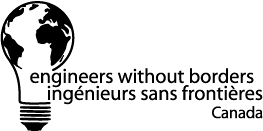 engineers without borders
ingénieurs sans frontières
Canada